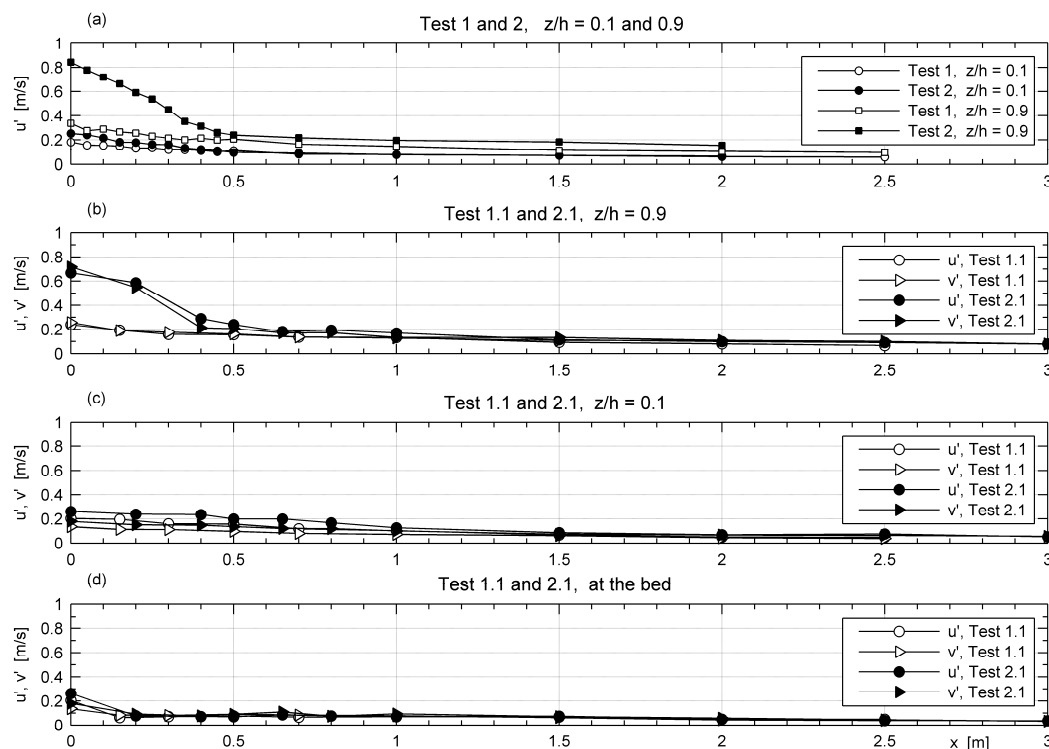 (a)
Test 1 and 2, z/h = 0.1 and 0.9
u' [m/s]
1
0.8
0.6
0.4
0.2
0
Test 1, z/h = 0.1
Test 2, z/h = 0.1
Test 1, z/h = 0.9
Test 2, z/h = 0.9
0 0.5 1 1.5 2 2.5 3
(b)
Test 1.1 and 2.1, z/h = 0.9
u', v' [m/s]
1
0.8
0.6
0.4
0.2
0
u', Test 1.1
v', Test 1.1
u', Test 2.1
v', Test 2.1
0 0.5 1 1.5 2 2.5 3
(c)
Test 1.1 and 2.1, z/h = 0.1
u', v' [m/s]
1
0.8
0.6
0.4
0.2
0
u', Test 1.1
v', Test 1.1
u', Test 2.1
v', Test 2.1
0 0.5 1 1.5 2 2.5 3
(d)
Test 1.1 and 2.1, at the bed
u', v' [m/s]
1
0.8
0.6
0.4
0.2
0
u', Test 1.1
v', Test 1.1
u', Test 2.1
v', Test 2.1
0 0.5 1 1.5 2 2.5 x [m] 3